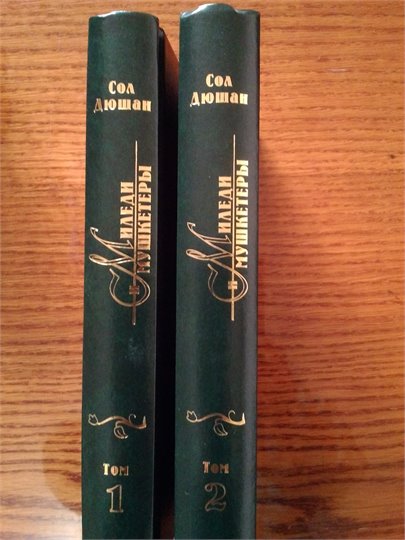 Сол
Дюшан
Миледи
и
мушкетеры
Том
1
Сол
Дюшан
Миледи
и
мушкетеры
Том
2